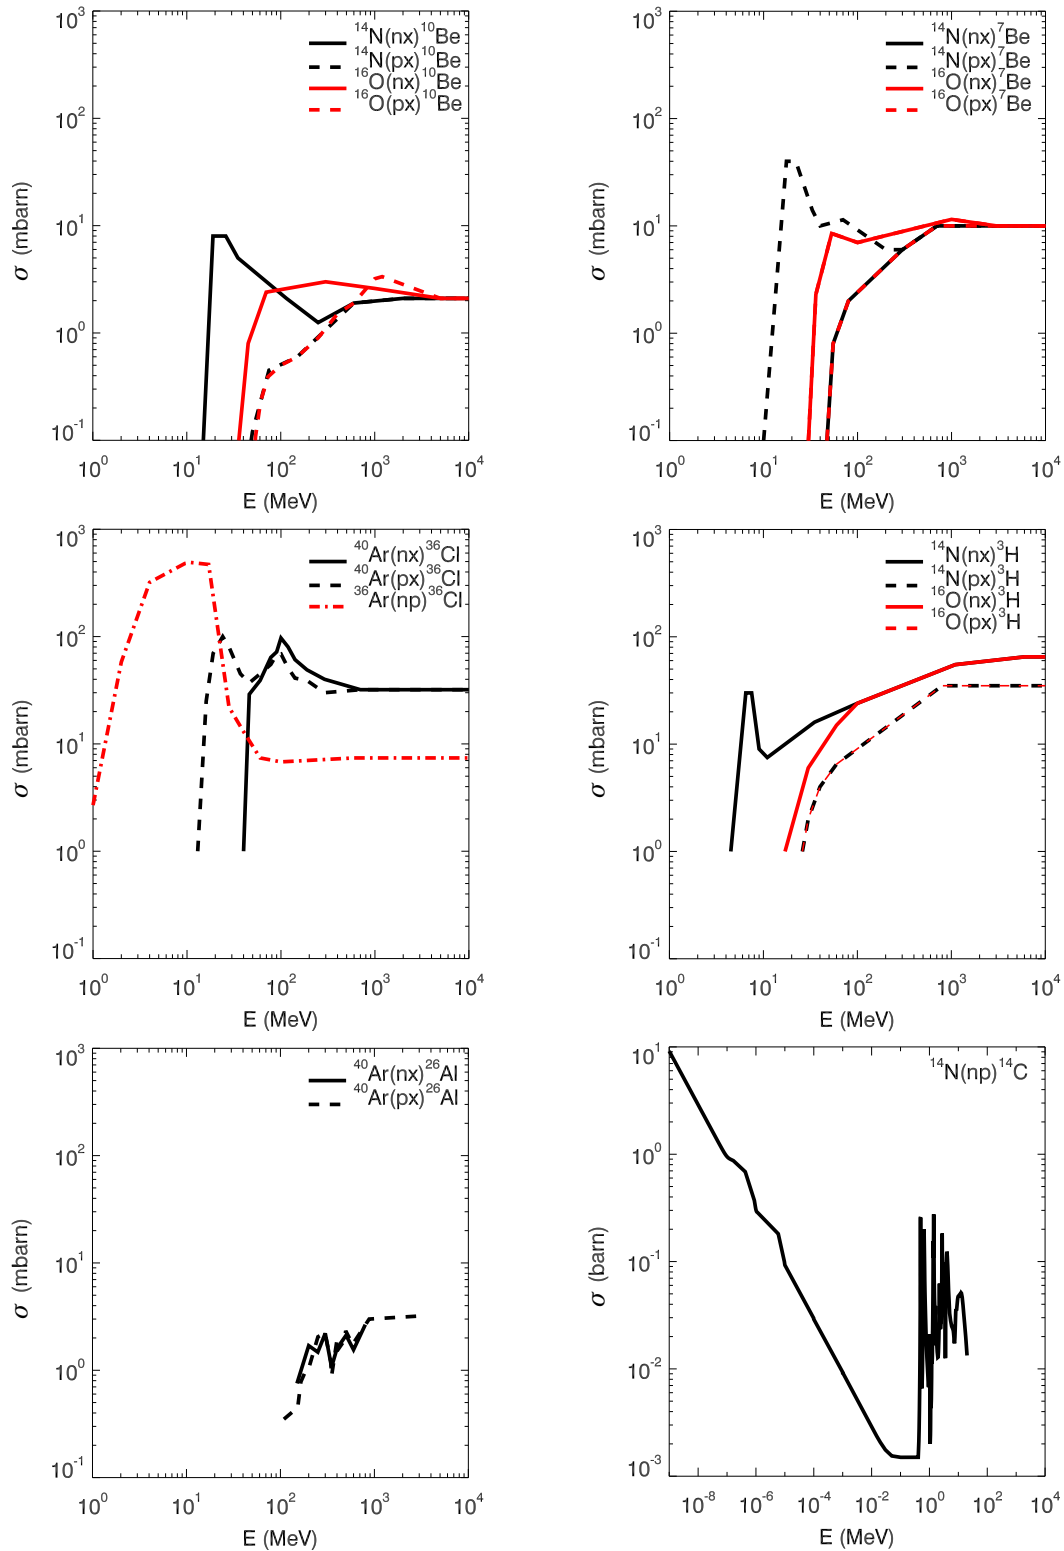 ¹⁴N(nx)¹⁰Be
¹⁴N(px)¹⁰Be
¹⁶O(nx)¹⁰Be
¹⁶O(px)¹⁰Be
10³
10²
10¹
10⁰
10⁻¹
σ (mbarn)
10⁰ 10¹ 10² 10³ 10⁴
E (MeV)
¹⁴N(nx)⁷Be
¹⁴N(px)⁷Be
¹⁶O(nx)⁷Be
¹⁶O(px)⁷Be
10³
10²
10¹
10⁰
10⁻¹
σ (mbarn)
10⁰ 10¹ 10² 10³ 10⁴
E (MeV)
⁴⁰Ar(nx)³⁶Cl
⁴⁰Ar(px)³⁶Cl
³⁶Ar(np)³⁶Cl
10³
10²
10¹
10⁰
10⁻¹
σ (mbarn)
10⁰ 10¹ 10² 10³ 10⁴
E (MeV)
¹⁴N(nx)³H
¹⁴N(px)³H
¹⁶O(nx)³H
¹⁶O(px)³H
10³
10²
10¹
10⁰
10⁻¹
σ (mbarn)
10⁰ 10¹ 10² 10³ 10⁴
E (MeV)
⁴⁰Ar(nx)²⁶Al
⁴⁰Ar(px)²⁶Al
10³
10²
10¹
10⁰
10⁻¹
σ (mbarn)
10⁰ 10¹ 10² 10³ 10⁴
E (MeV)
¹⁴N(np)¹⁴C
10¹
10⁰
10⁻¹
10⁻²
10⁻³
σ (barn)
10⁻⁸ 10⁻⁶ 10⁻⁴ 10⁻² 10⁰ 10² 10⁴
E (MeV)